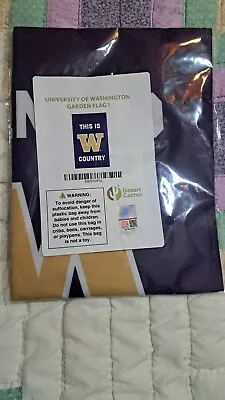 UNIVERSITY OF WASHINGTON
GARDEN FLAG 1
THIS IS
W
COUNTRY
WARNING:
To avoid danger of
suffocation, keep this
plastic bag away from
babies and children.
Do not use this bag in
cribs, beds, carriages,
or playpens. This bag
is not a toy.
Desert
Cactus
W